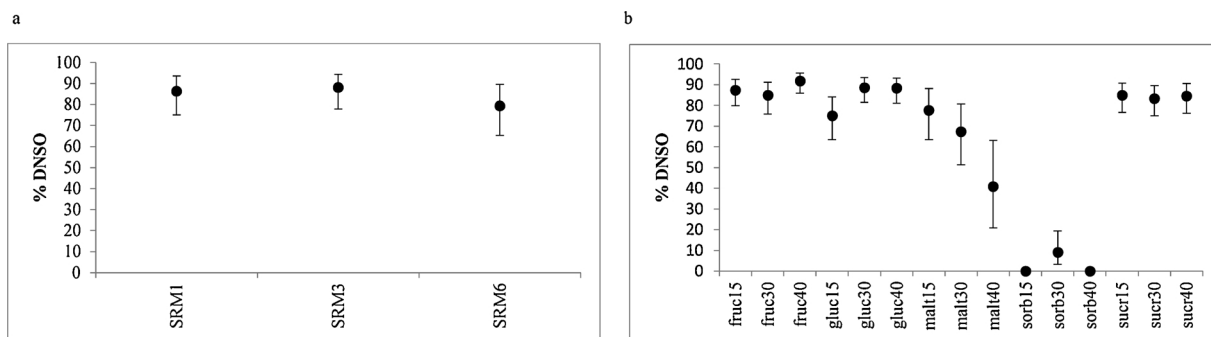 a
100
90
80
70
60
50
40
30
20
10
0
% DNSO
SRM1
SRM3
SRM6
b
100
90
80
70
60
50
40
30
20
10
0
% DNSO
fruc15
fruc30
fruc40
gluc15
gluc30
gluc40
malt15
malt30
malt40
sorb15
sorb30
sorb40
sucr15
sucr30
sucr40